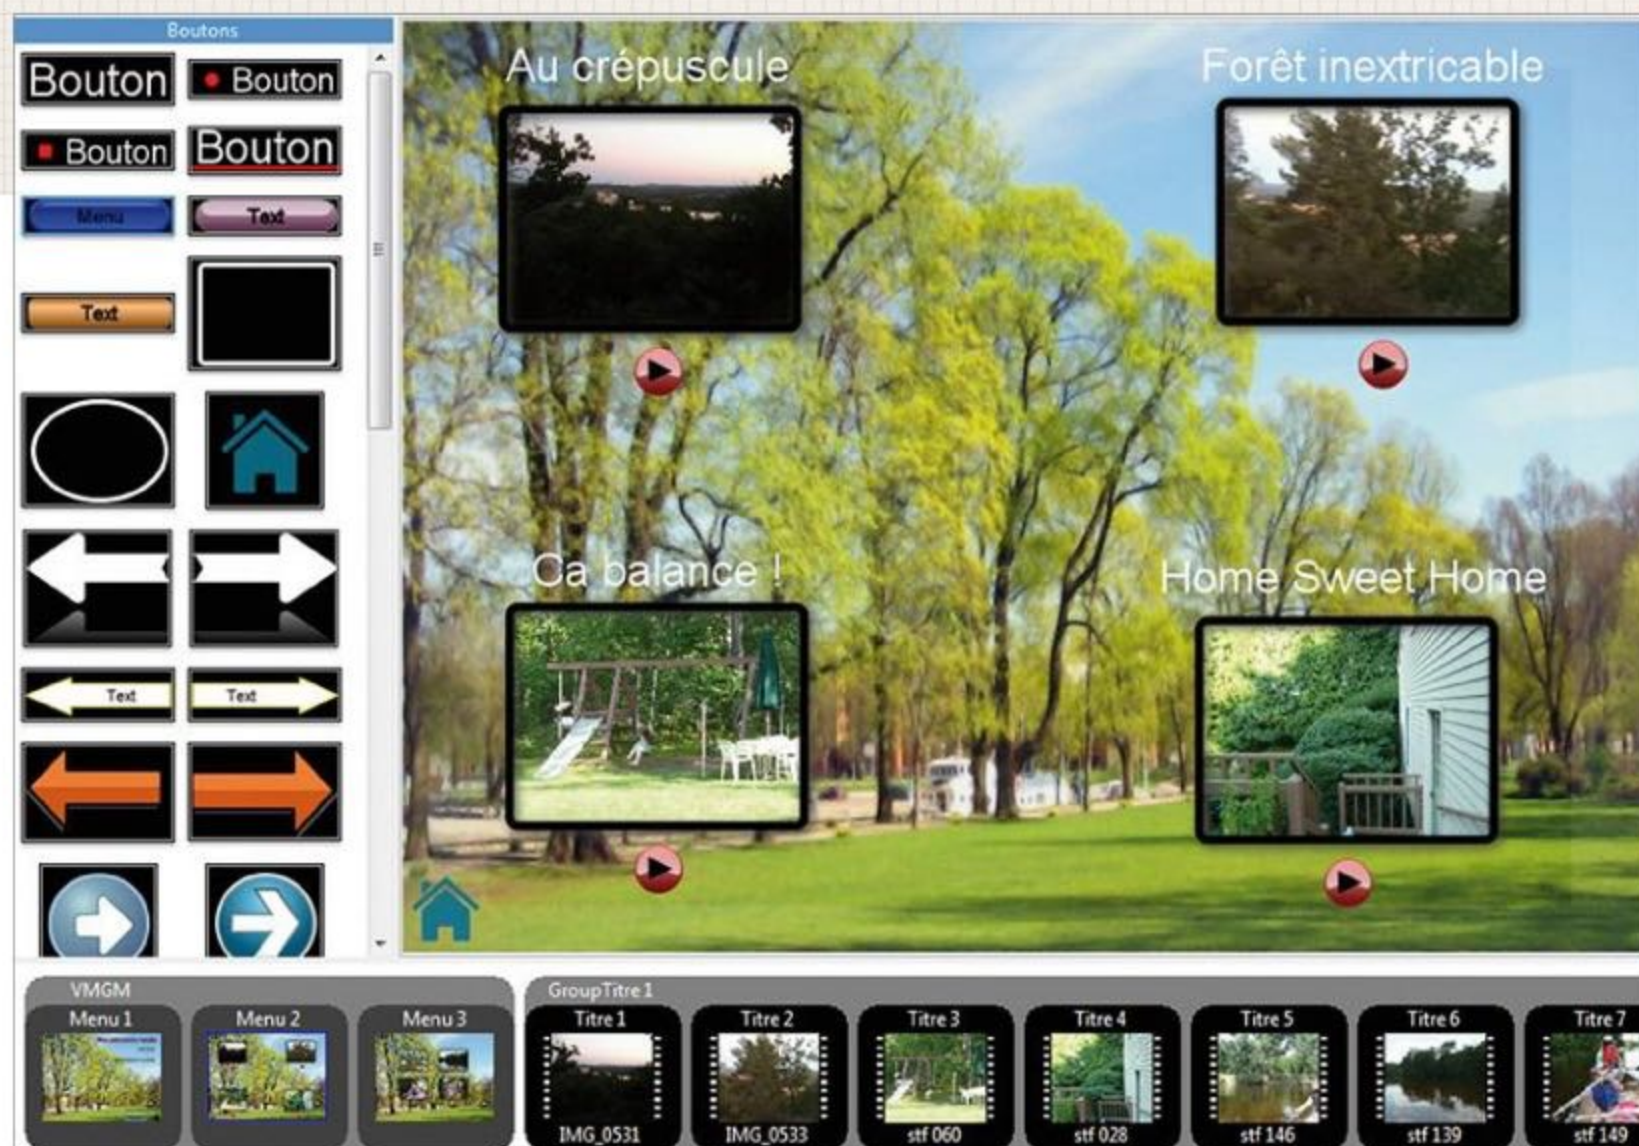 Boutons
Bouton
Bouton
Bouton
Bouton
Menu
Text
Text
Text
Text
Au crépuscule
Forêt inextricable
Ca balance !
Home Sweet Home
VMGM
Menu 1
Menu 2
Menu 3
GroupTitre 1
Titre 1
Titre 2
Titre 3
Titre 4
Titre 5
Titre 6
Titre 7
IMG_0531
IMG_0533
stf 060
stf 028
stf 146
stf 139
stf 149